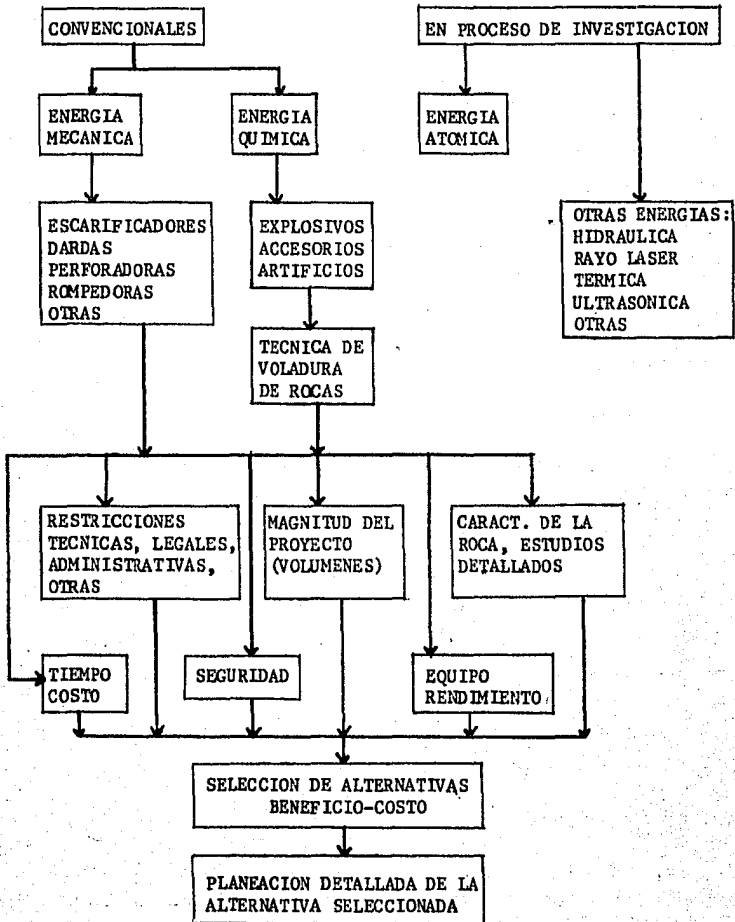 CONVENCIONALES
EN PROCESO DE INVESTIGACION
ENERGIA
MECANICA
ENERGIA
QUIMICA
ENERGIA
ATOMICA
ESCARIFICADORES
DARDAS
PERFORADORAS
ROMPEDORAS
OTRAS
EXPLOSIVOS
ACCESORIOS
ARTIFICIOS
OTRAS ENERGIAS:
HIDRAULICA
RAYO LASER
TERMICA
ULTRASONICA
OTRAS
TECNICA DE
VOLADURA
DE ROCAS
RESTRICCIONES
TECNICAS, LEGALES,
ADMINISTRATIVAS,
OTRAS
MAGNITUD DEL
PROYECTO
(VOLUMENES)
CARACT. DE LA
ROCA, ESTUDIOS
DETALLADOS
TIEMPO
COSTO
SEGURIDAD
EQUIPO
RENDIMIENTO
SELECCION DE ALTERNATIVAS
BENEFICIO-COSTO
PLANEACION DETALLADA DE LA
ALTERNATIVA SELECCIONADA